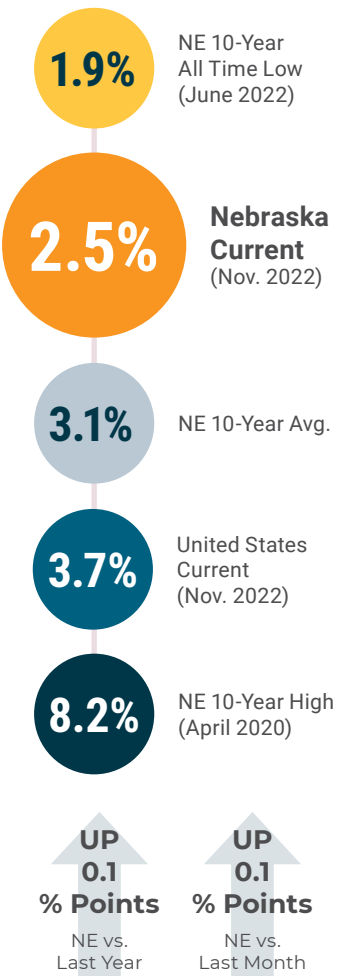 1.9%
NE 10-Year
All Time Low
(June 2022)
2.5%
Nebraska
Current
(Nov. 2022)
3.1%
NE 10-Year Avg.
3.7%
United States
Current
(Nov. 2022)
8.2%
NE 10-Year High
(April 2020)
UP
0.1
% Points
NE vs.
Last Year
UP
0.1
% Points
NE vs.
Last Month